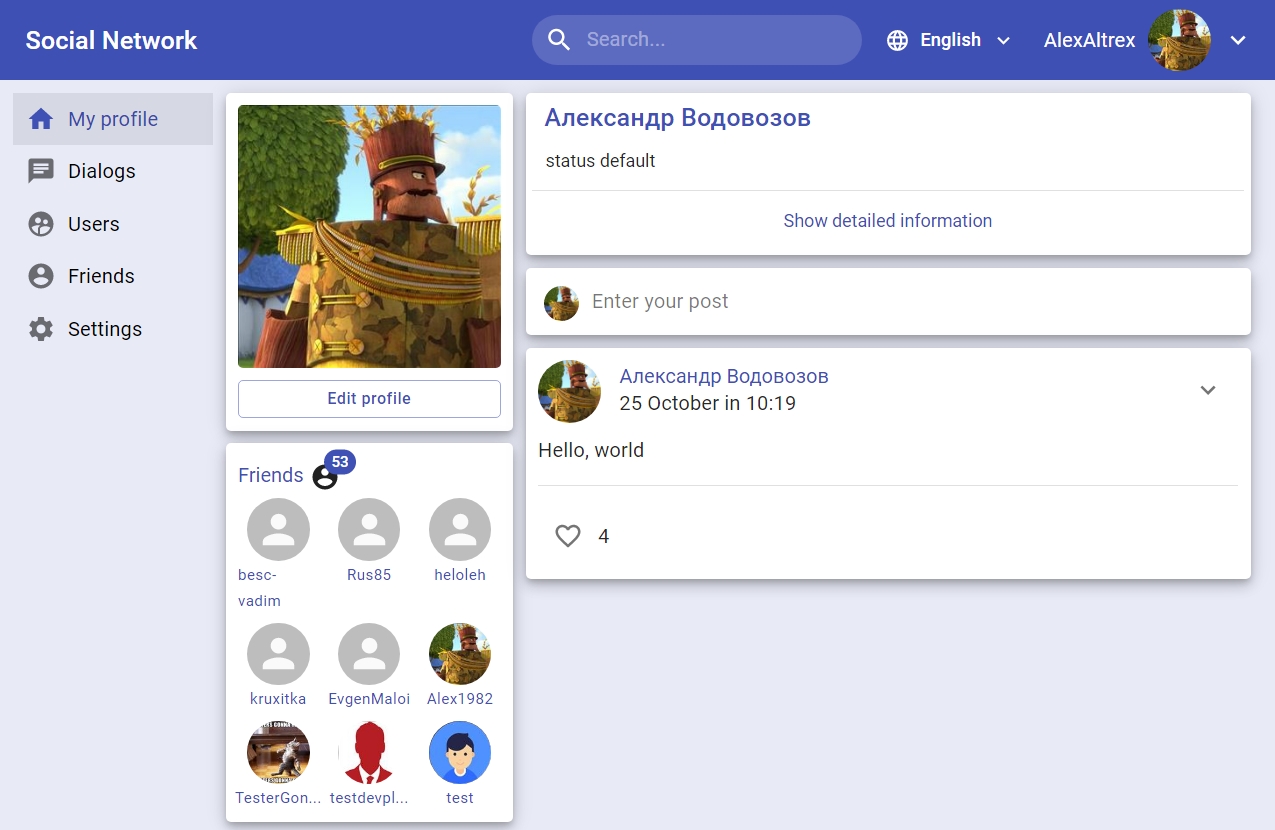 Social Network
Search...
English
AlexAltrex
My profile
Dialogs
Users
Friends
Settings
Edit profile
Friends
53
besc-
vadim
Rus85
heloleh
kruxitka
EvgenMaloi
Alex1982
TesterGon...
testdevpl...
test
Александр Водовозов
status default
Show detailed information
Enter your post
Александр Водовозов
25 October in 10:19
Hello, world
4